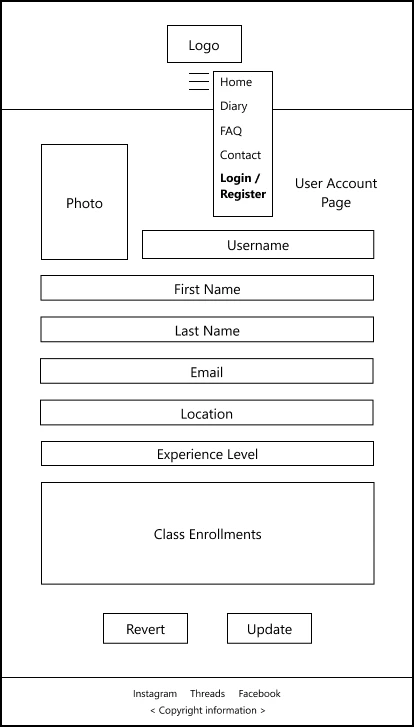 Logo
Home
Diary
FAQ
Contact
Login /
Register
User Account
Page
Photo
Username
First Name
Last Name
Email
Location
Experience Level
Class Enrollments
Revert Update
Instagram Threads Facebook
< Copyright information >